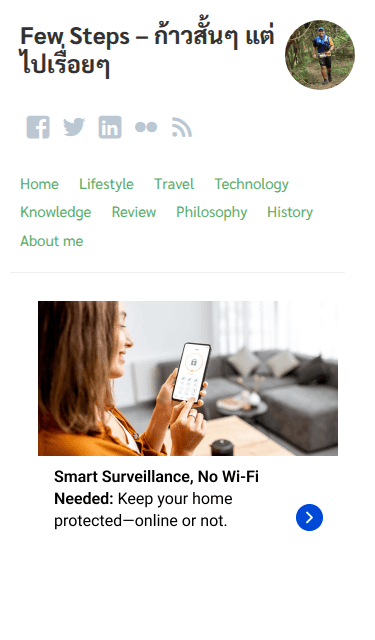 Few Steps – ก้าวสั้นๆ แต่
ไปเรื่อยๆ
Home Lifestyle Travel Technology
Knowledge Review Philosophy History
About me
Smart Surveillance, No Wi-Fi
Needed: Keep your home
protected—online or not.